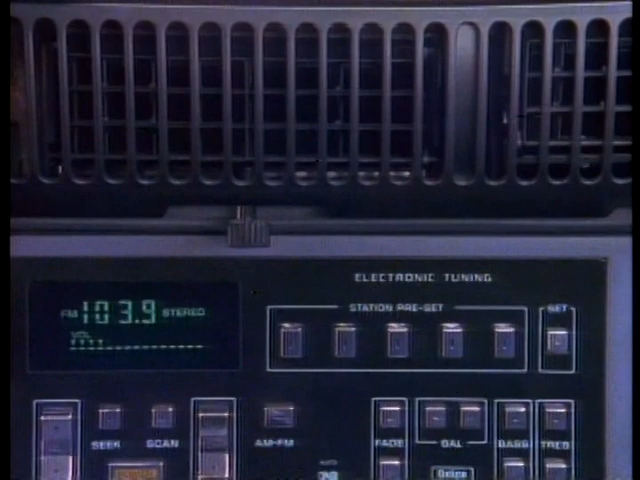 ELECTRONIC TUNING
FM 103.9 STEREO
STATION PRE-SET
SET
VOL
SEEK SCAN AM-FM FADE BAL BASS TREB
AUTO